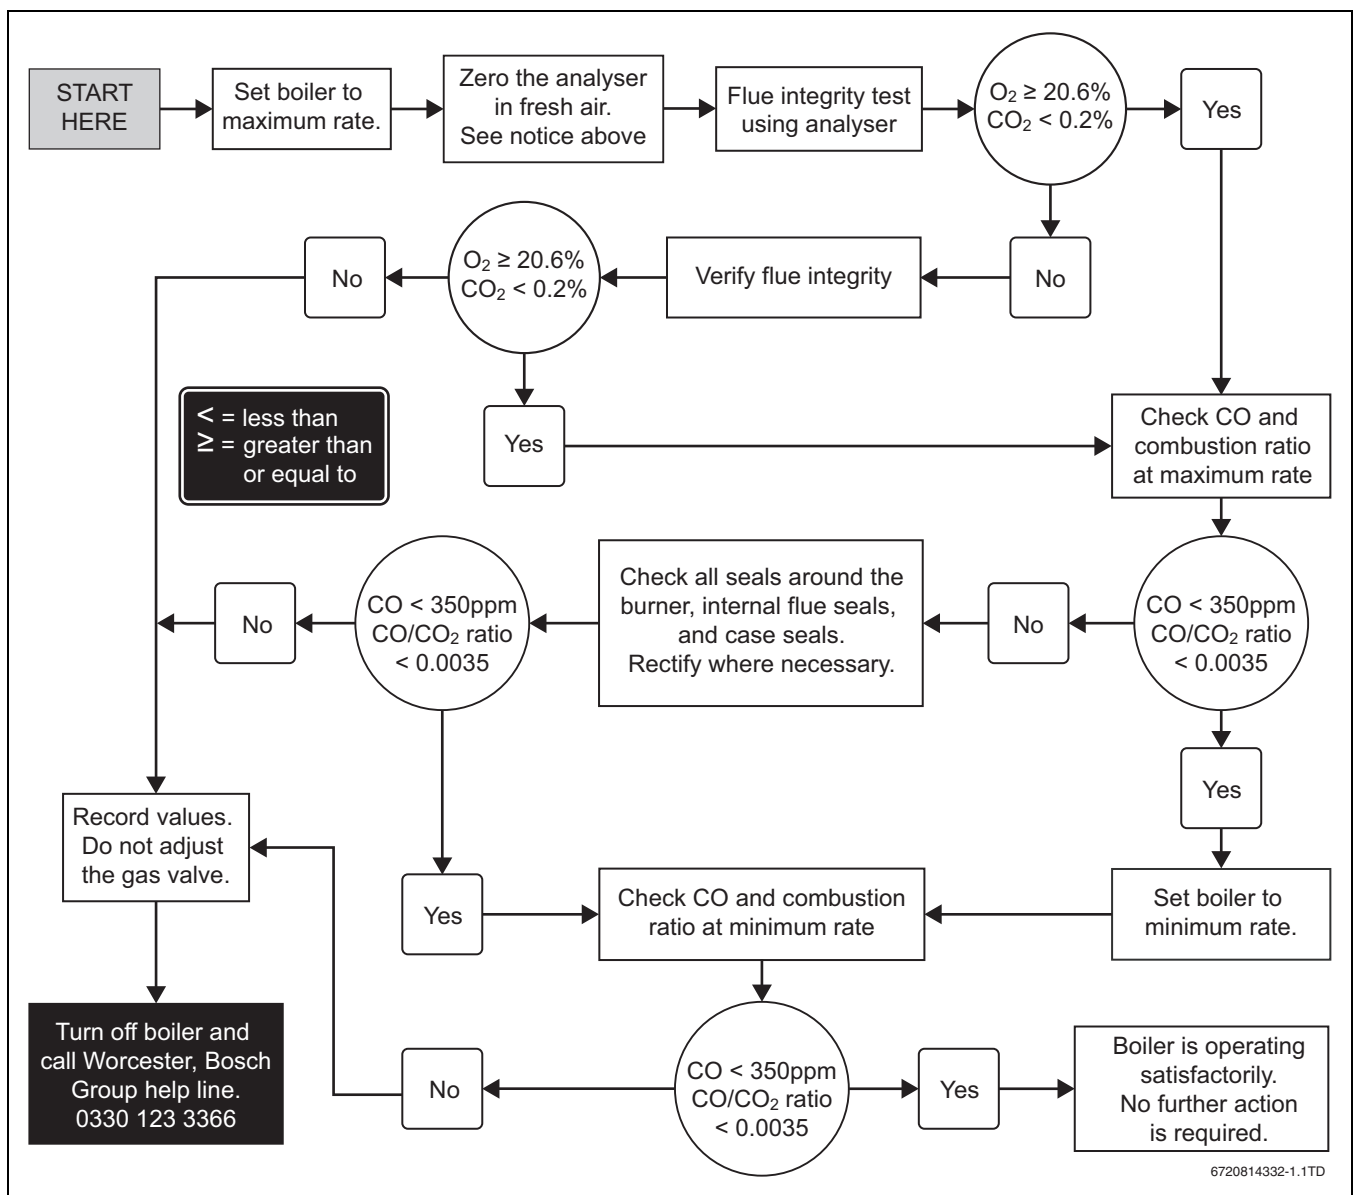 START
HERE
Set boiler to
maximum rate.
Zero the analyser
in fresh air.
See notice above
Flue integrity test
using analyser
O₂ ≥ 20.6%
CO₂ < 0.2%
Yes
No
Verify flue integrity
O₂ ≥ 20.6%
CO₂ < 0.2%
No
Yes
< = less than
≥ = greater than
or equal to
Check CO and
combustion ratio
at maximum rate
CO < 350ppm
CO/CO₂ ratio
< 0.0035
No
Check all seals around the
burner, internal flue seals,
and case seals.
Rectify where necessary.
CO < 350ppm
CO/CO₂ ratio
< 0.0035
No
Yes
Yes
Set boiler to
minimum rate.
Check CO and combustion
ratio at minimum rate
Record values.
Do not adjust
the gas valve.
Turn off boiler and
call Worcester, Bosch
Group help line.
0330 123 3366
No
CO < 350ppm
CO/CO₂ ratio
< 0.0035
Yes
Boiler is operating
satisfactorily.
No further action
is required.
6720814332-1.1TD